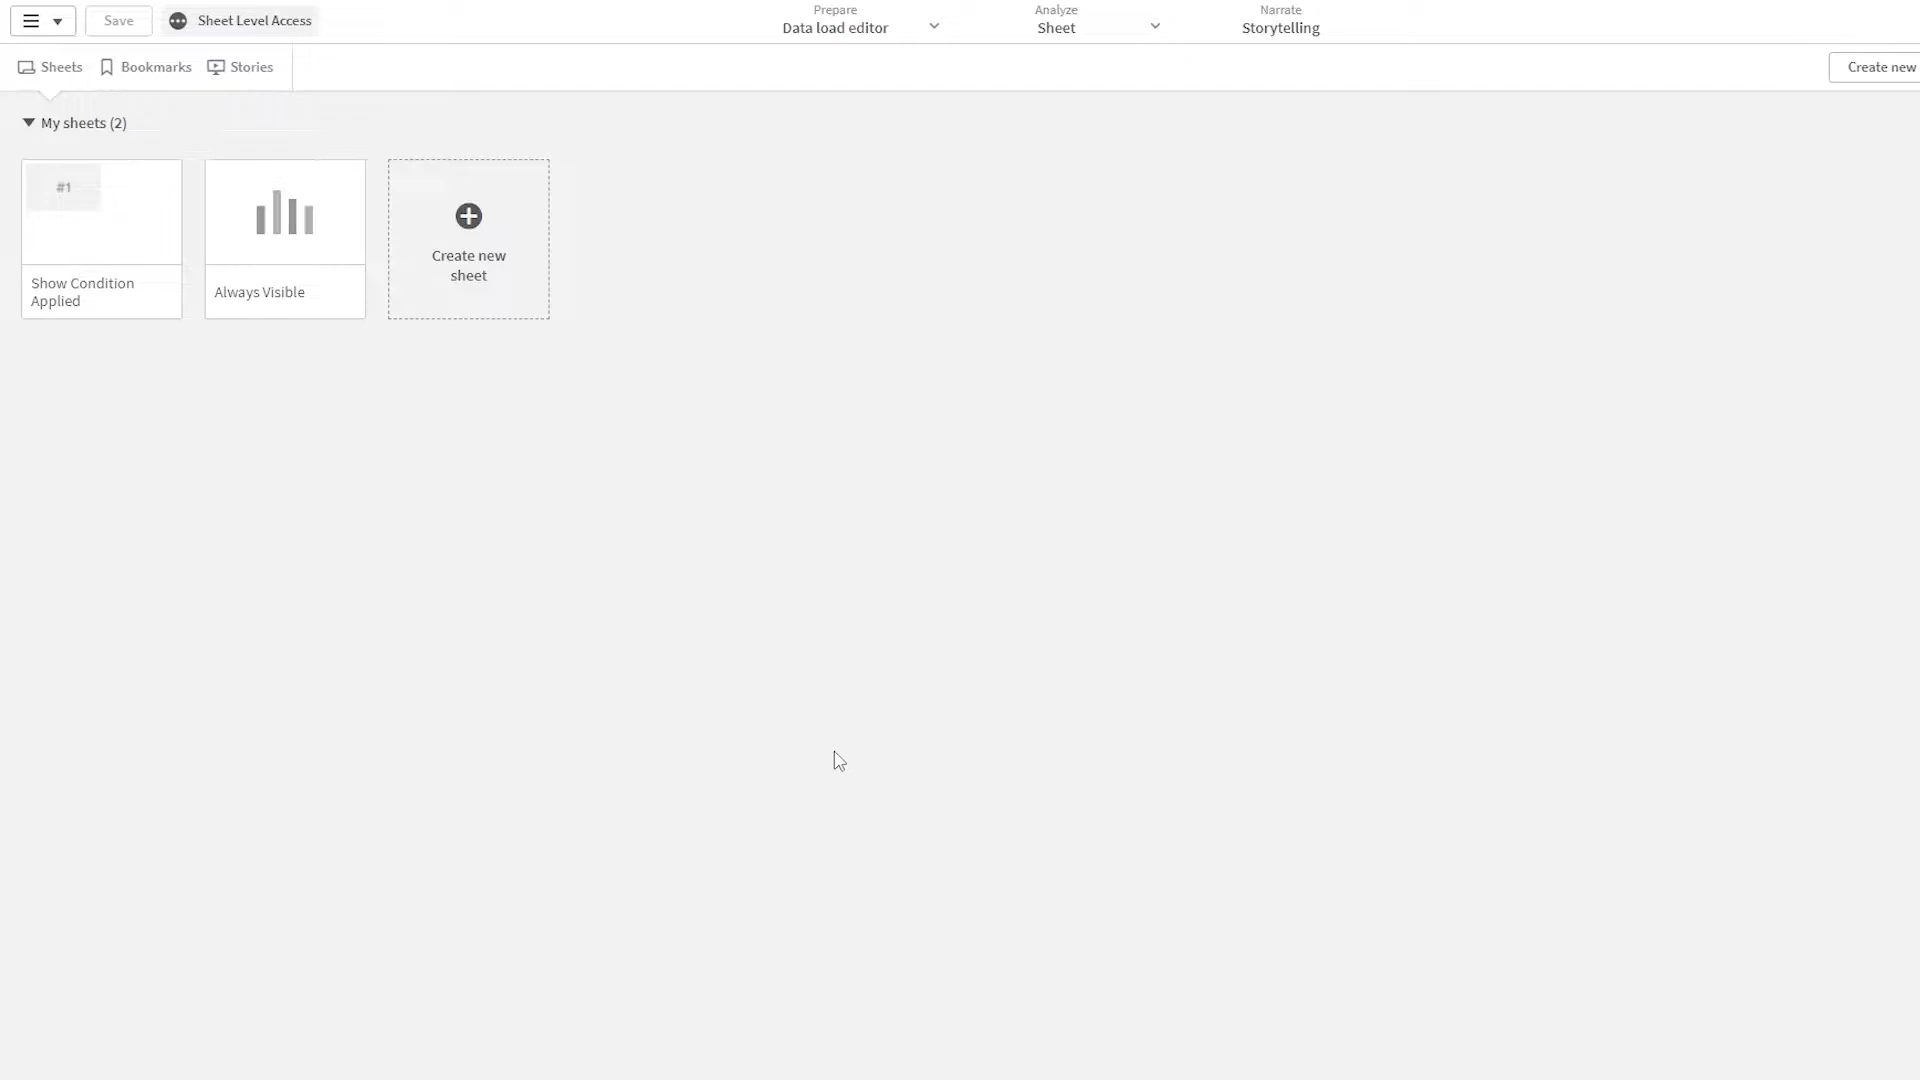 Save
Sheet Level Access
Prepare
Data load editor
Analyze
Sheet
Narrate
Storytelling
Sheets
Bookmarks
Stories
Create new
My sheets (2)
#1
Show Condition
Applied
Always Visible
Create new
sheet